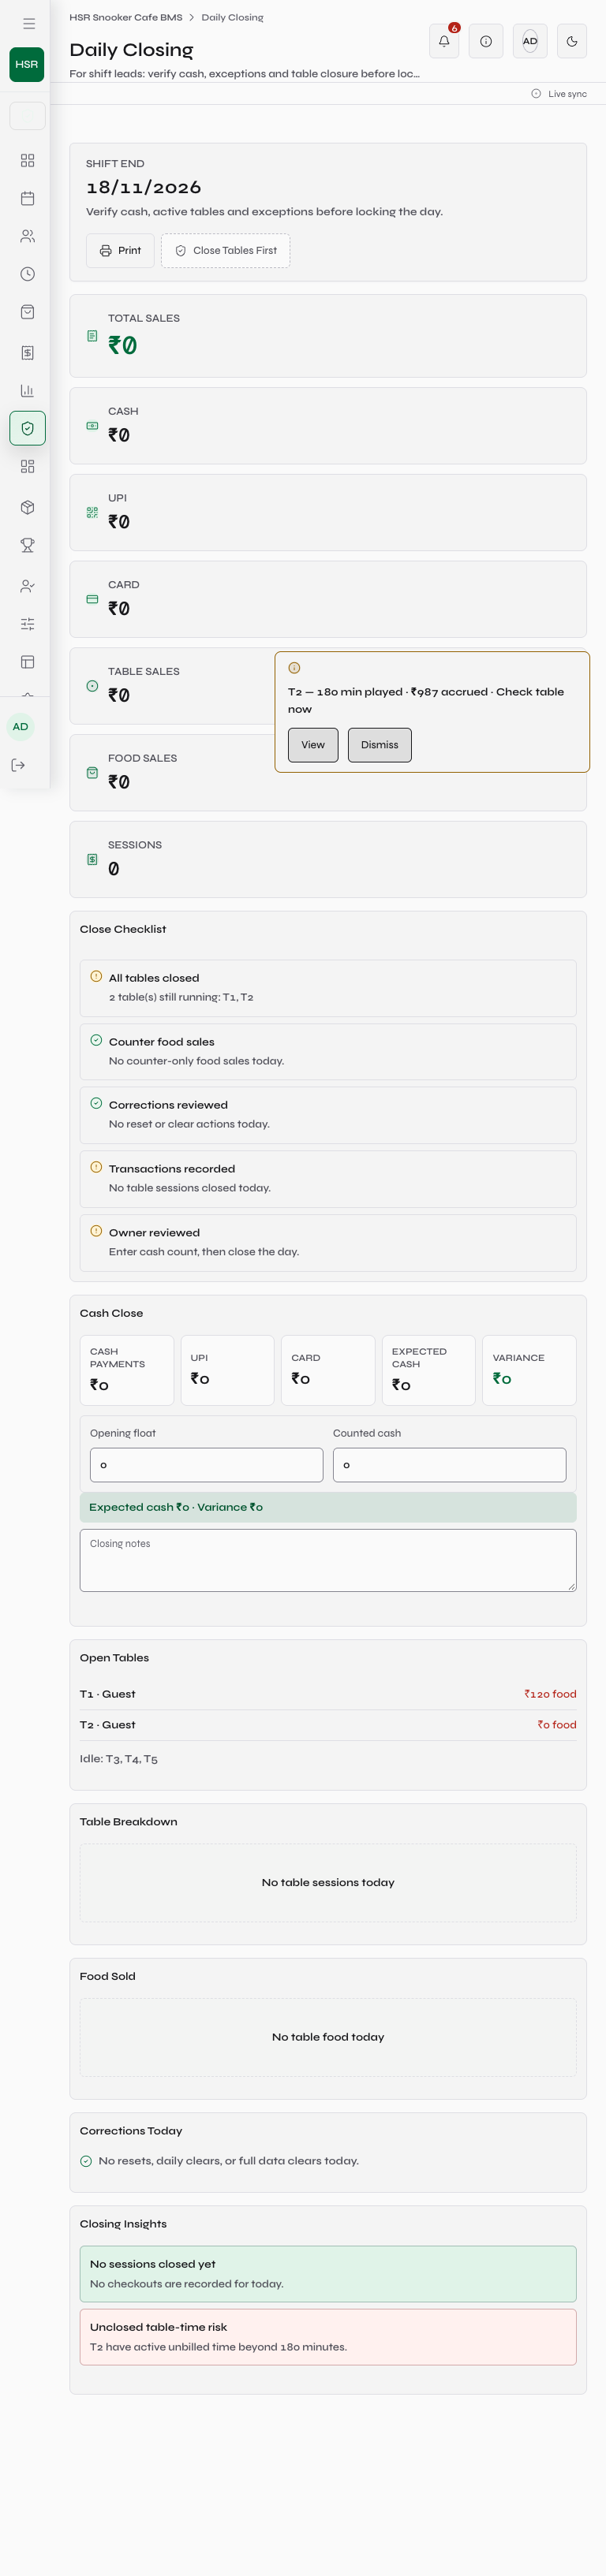 HSR Snooker Cafe BMS > Daily Closing
Daily Closing
For shift leads: verify cash, exceptions and table closure before loc...
6
AD
Live sync
HSR
AD
SHIFT END
18/11/2026
Verify cash, active tables and exceptions before locking the day.
Print
Close Tables First
TOTAL SALES
₹0
CASH
₹0
UPI
₹0
CARD
₹0
TABLE SALES
₹0
T2 — 180 min played · ₹987 accrued · Check table
now
View
Dismiss
FOOD SALES
₹0
SESSIONS
0
Close Checklist
All tables closed
2 table(s) still running: T1, T2
Counter food sales
No counter-only food sales today.
Corrections reviewed
No reset or clear actions today.
Transactions recorded
No table sessions closed today.
Owner reviewed
Enter cash count, then close the day.
Cash Close
CASH
PAYMENTS
₹0
UPI
₹0
CARD
₹0
EXPECTED
CASH
₹0
VARIANCE
₹0
Opening float
0
Counted cash
0
Expected cash ₹0 · Variance ₹0
Closing notes
Open Tables
T1 · Guest
₹120 food
T2 · Guest
₹0 food
Idle: T3, T4, T5
Table Breakdown
No table sessions today
Food Sold
No table food today
Corrections Today
No resets, daily clears, or full data clears today.
Closing Insights
No sessions closed yet
No checkouts are recorded for today.
Unclosed table-time risk
T2 have active unbilled time beyond 180 minutes.